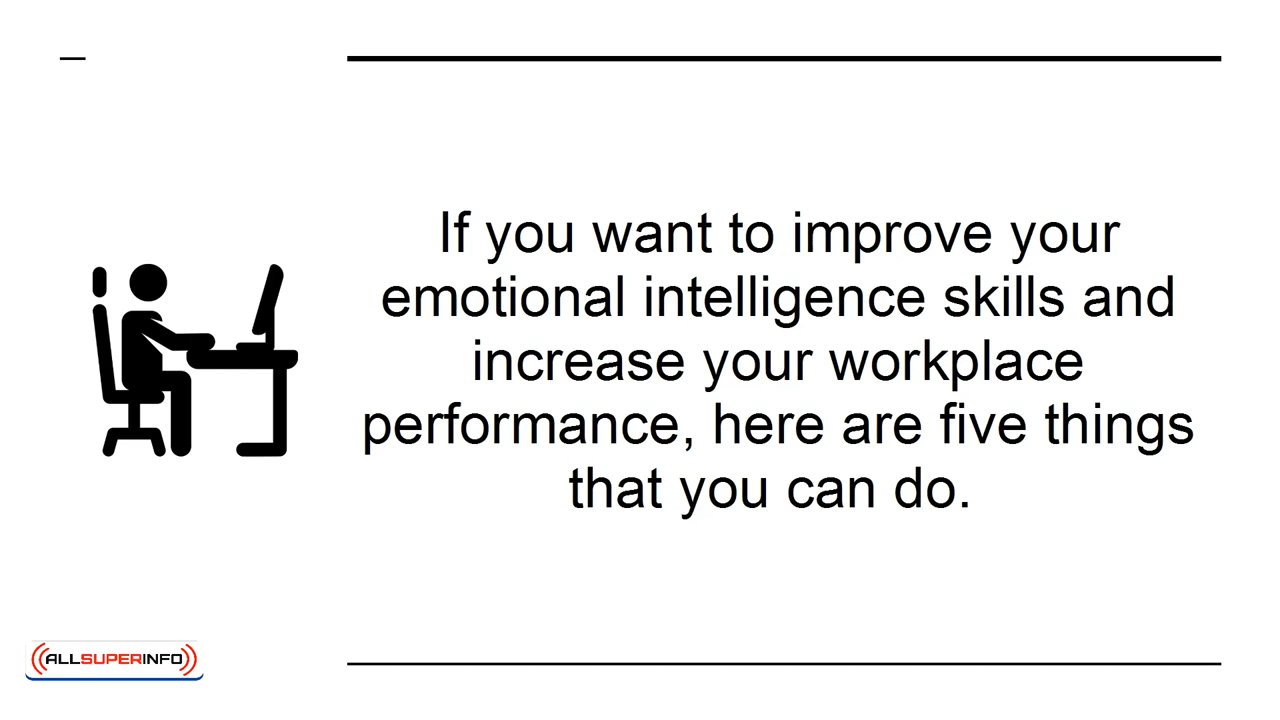 If you want to improve your
emotional intelligence skills and
increase your workplace
performance, here are five things
that you can do.
ALLSUPERINFO